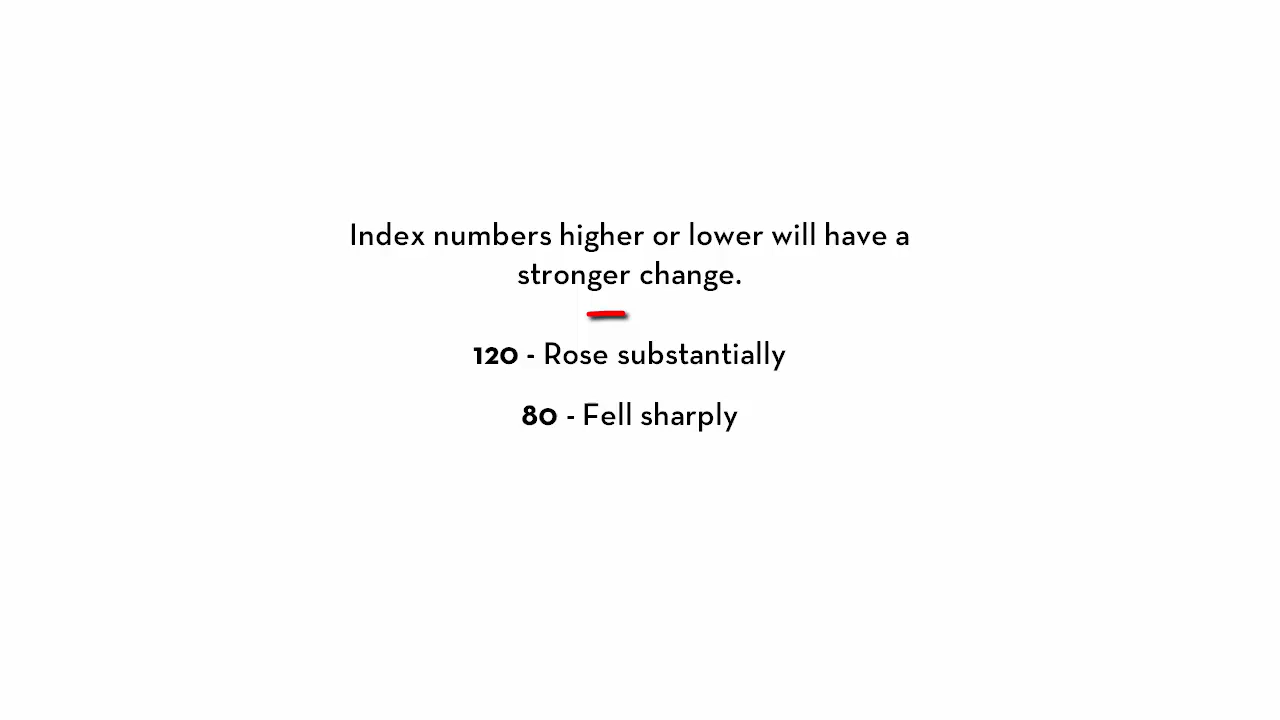 Index numbers higher or lower will have a
stronger change.
120 - Rose substantially
80 - Fell sharply